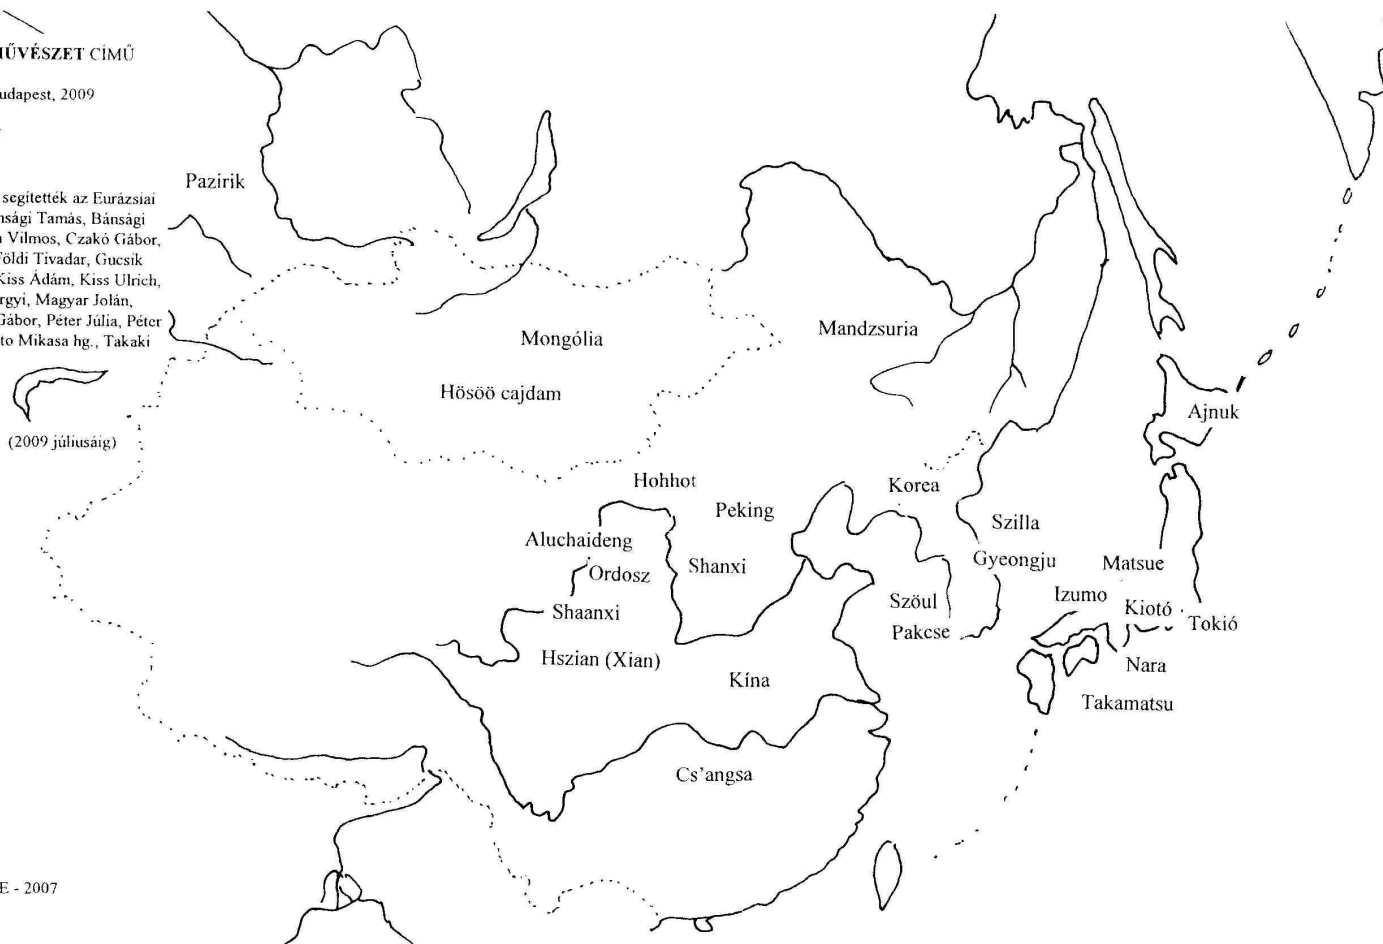 MŰVÉSZET CÍMŰ
udapest, 2009
segítették az Eurázsiai
nsági Tamás, Bánsági
Vilmos, Czakó Gábor,
Földi Tivadar, Gucsik
Kiss Ádám, Kiss Ulrich,
rgyi, Magyar Jolán,
Gábor, Péter Júlia, Péter
to Mikasa hg., Takaki
(2009 júliusáig)
E - 2007
Pazirik
Mongólia
Mandzsuria
Hösöö cajdam
Ajnuk
Hohhot
Korea
Peking
Szilla
Aluchaideng
Gyeongju
Matsue
Shanxi
Ordosz
Izumo
Szöul
Kiotó
Shaanxi
Tokió
Pakcse
Hszian (Xian)
Nara
Kína
Takamatsu
Cs'angsa